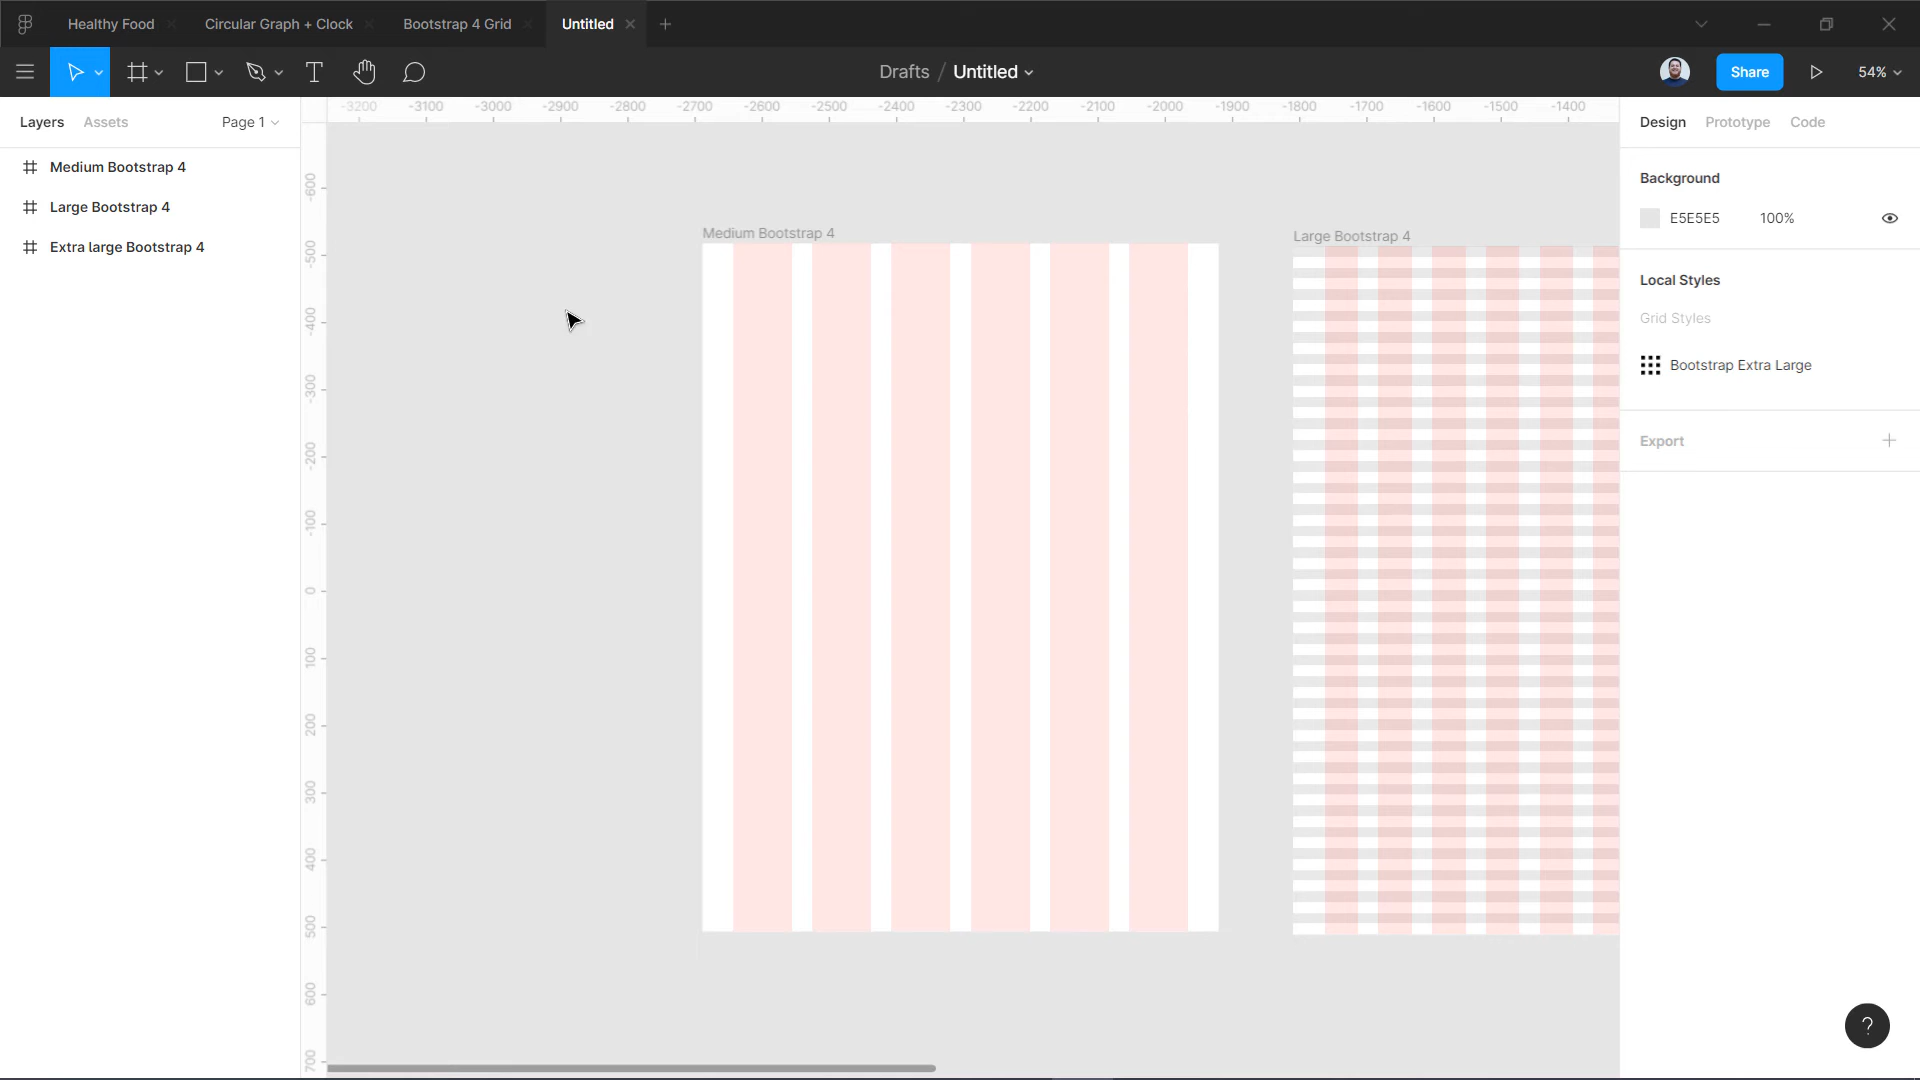 Healthy Food
Circular Graph + Clock
Bootstrap 4 Grid
Untitled
Drafts / Untitled
Share
54%
Layers
Assets
Page 1
Medium Bootstrap 4
Large Bootstrap 4
Extra large Bootstrap 4
-3200 -3100 -3000 -2900 -2800 -2700 -2600 -2500 -2400 -2300 -2200 -2100 -2000 -1900 -1800 -1700 -1600 -1500 -1400
-600
-500
-400
-300
-200
-100
0
100
200
300
400
500
600
700
Medium Bootstrap 4
Large Bootstrap 4
Design
Prototype
Code
Background
E5E5E5 100%
Local Styles
Grid Styles
Bootstrap Extra Large
Export
?